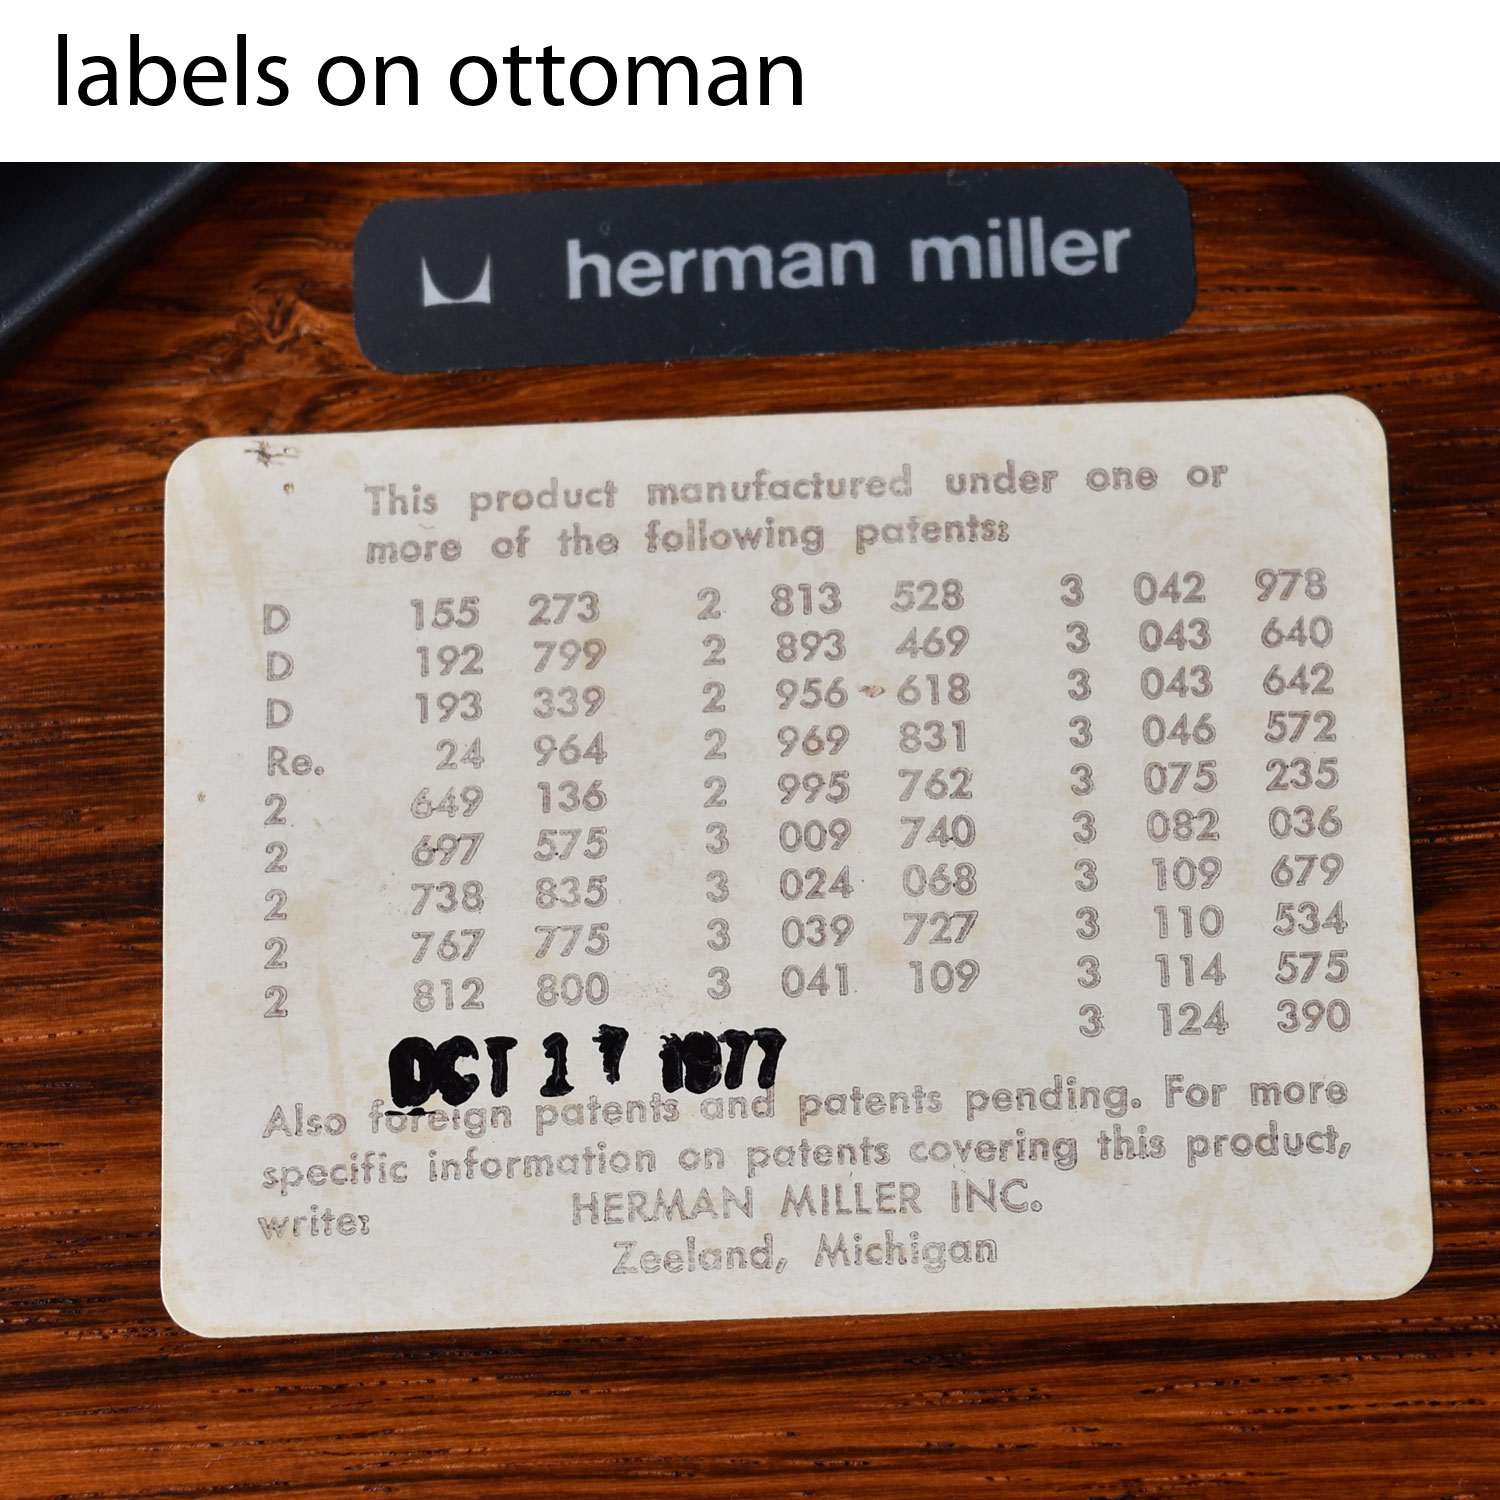 labels on ottoman
herman miller
This product manufactured under one or
more of the following patents:
D 155 273 2 813 528 3 042 978
D 192 799 2 893 469 3 043 640
D 193 339 2 956 618 3 043 642
Re. 24 964 2 969 831 3 046 572
2 649 136 2 995 762 3 075 235
2 697 575 3 009 740 3 082 036
2 738 835 3 024 068 3 109 679
2 767 775 3 039 727 3 110 534
2 812 800 3 041 109 3 114 575
3 124 390
OCT 17 1977
Also foreign patents and patents pending. For more
specific information on patents covering this product,
write: HERMAN MILLER INC.
Zeeland, Michigan